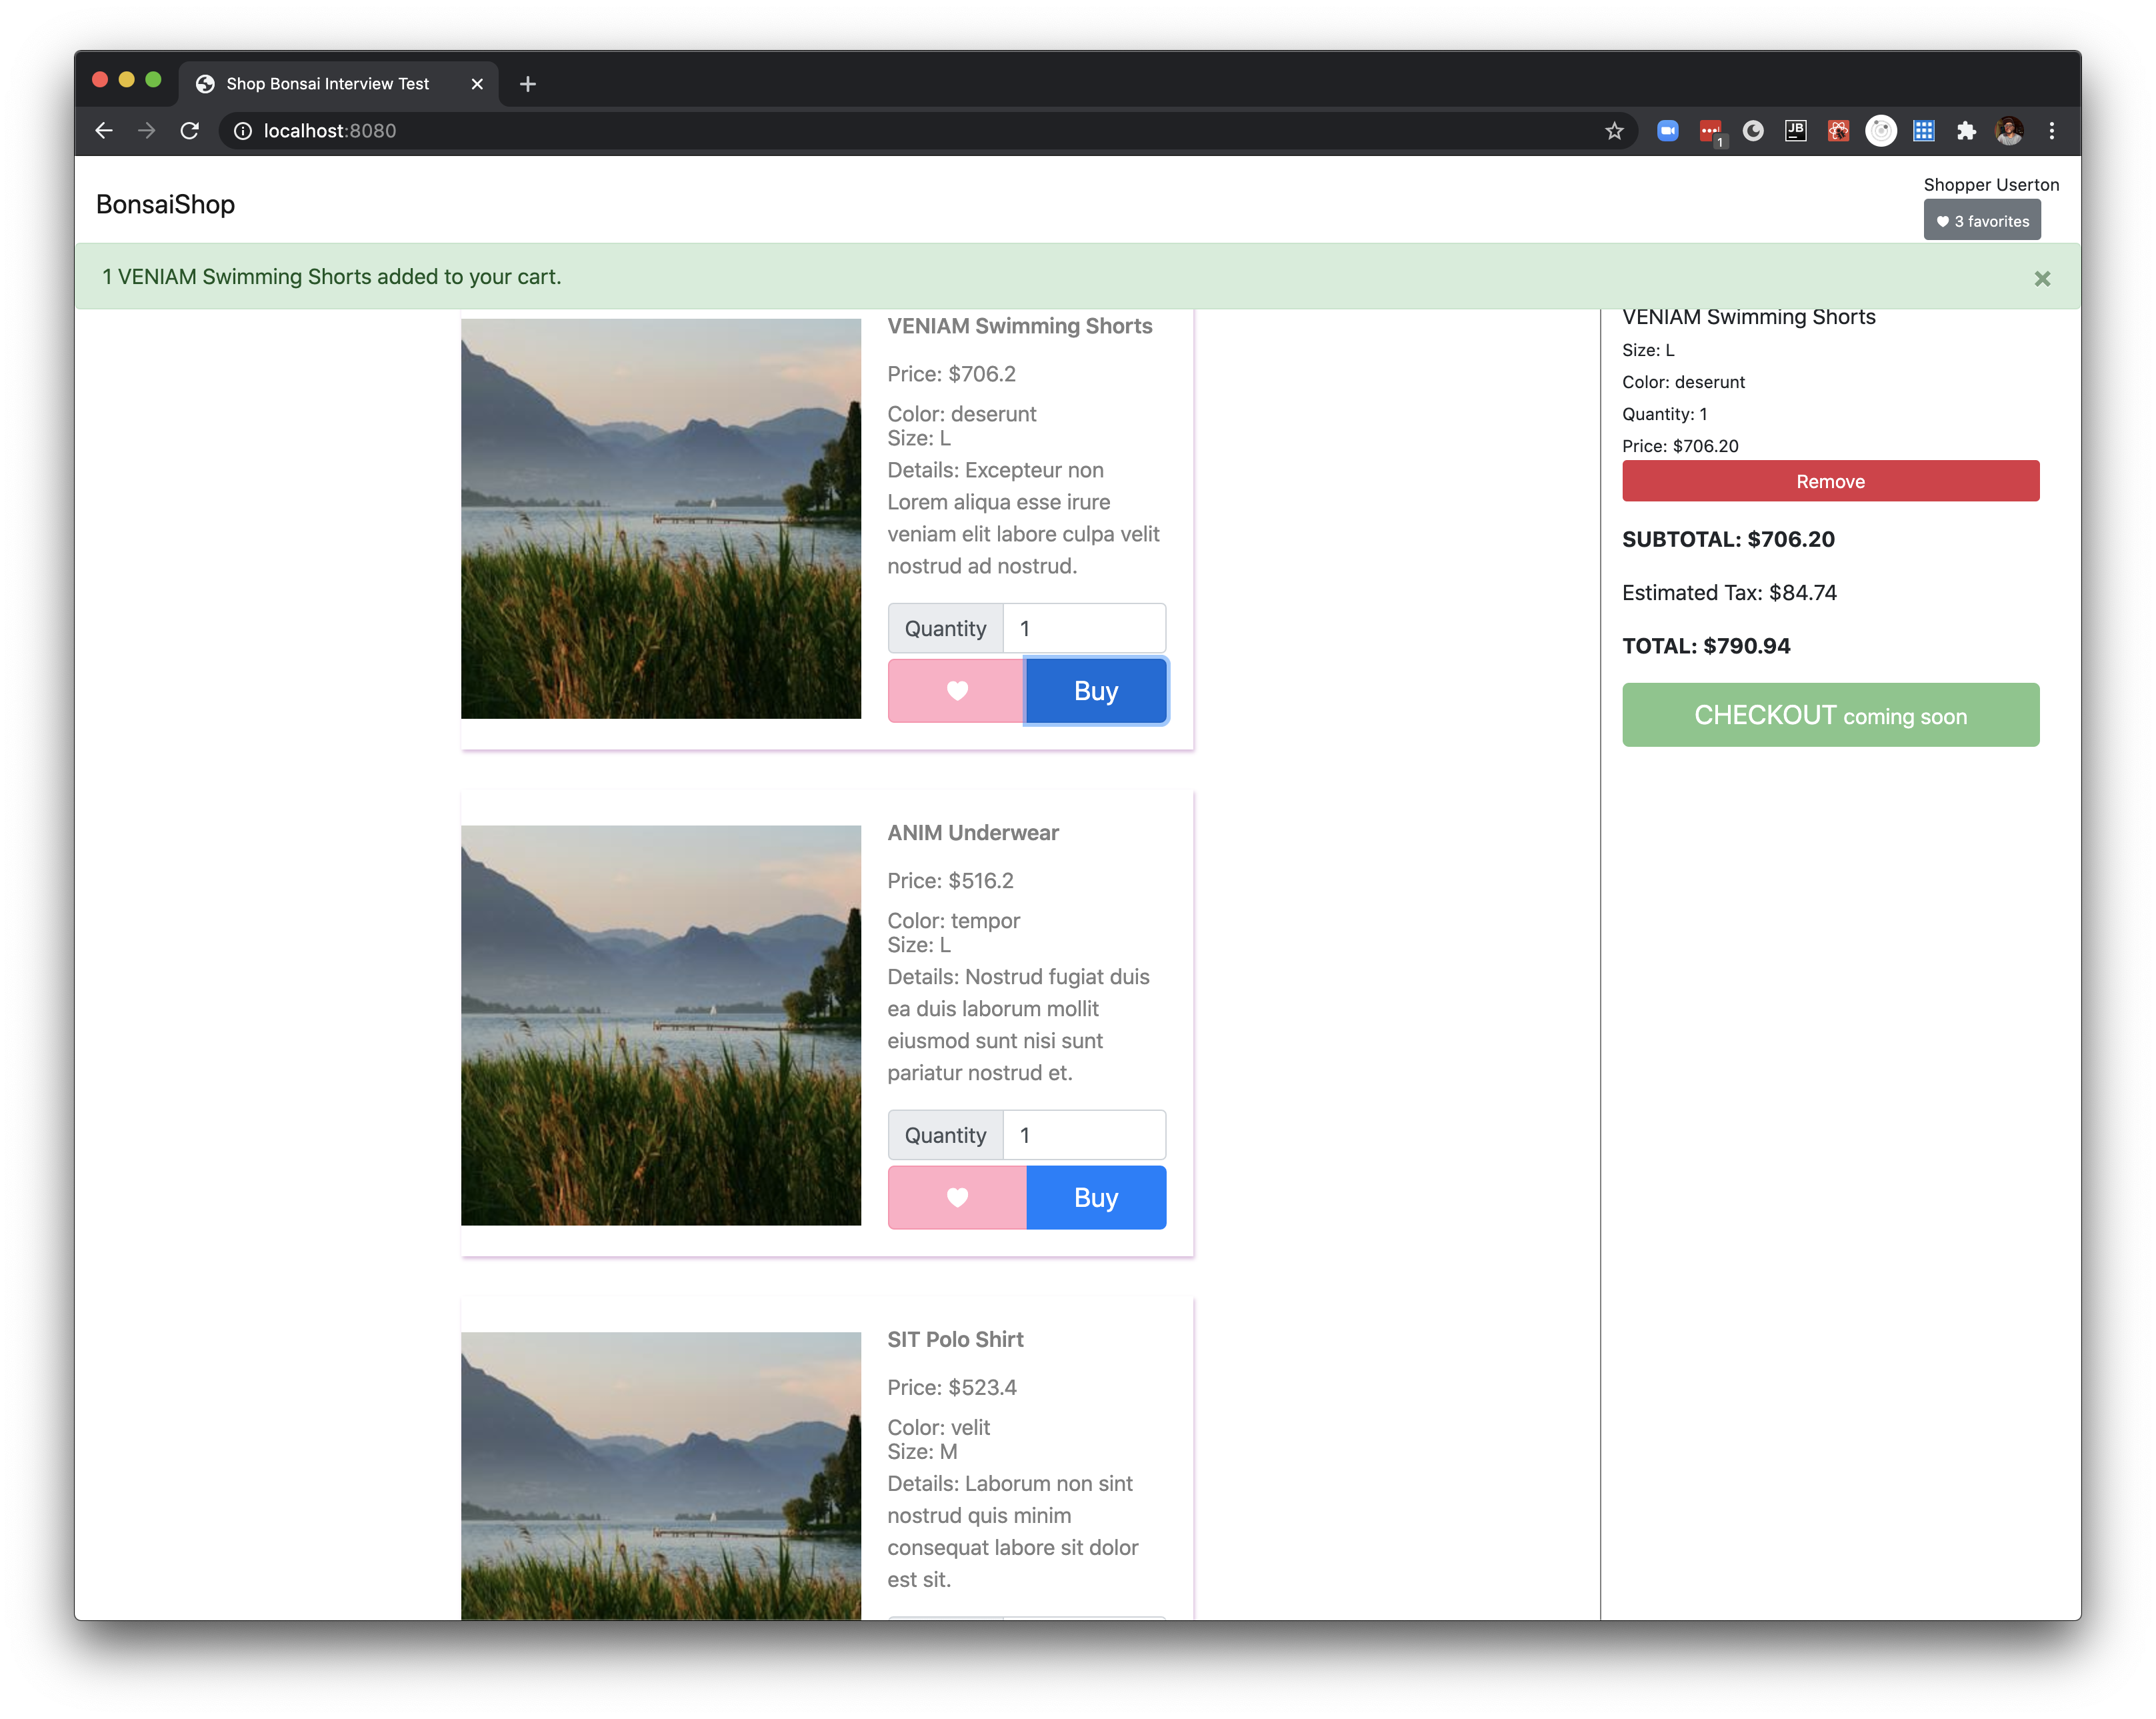 Shop Bonsai Interview Test
localhost:8080
1
JB
BonsaiShop
Shopper Userton
3 favorites
1 VENIAM Swimming Shorts added to your cart.
VENIAM Swimming Shorts
Price: $706.2
Color: deserunt
Size: L
Details: Excepteur non
Lorem aliqua esse irure
veniam elit labore culpa velit
nostrud ad nostrud.
Quantity 1
Buy
ANIM Underwear
Price: $516.2
Color: tempor
Size: L
Details: Nostrud fugiat duis
ea duis laborum mollit
eiusmod sunt nisi sunt
pariatur nostrud et.
Quantity 1
Buy
SIT Polo Shirt
Price: $523.4
Color: velit
Size: M
Details: Laborum non sint
nostrud quis minim
consequat labore sit dolor
est sit.
VENIAM Swimming Shorts
Size: L
Color: deserunt
Quantity: 1
Price: $706.20
Remove
SUBTOTAL: $706.20
Estimated Tax: $84.74
TOTAL: $790.94
CHECKOUT coming soon